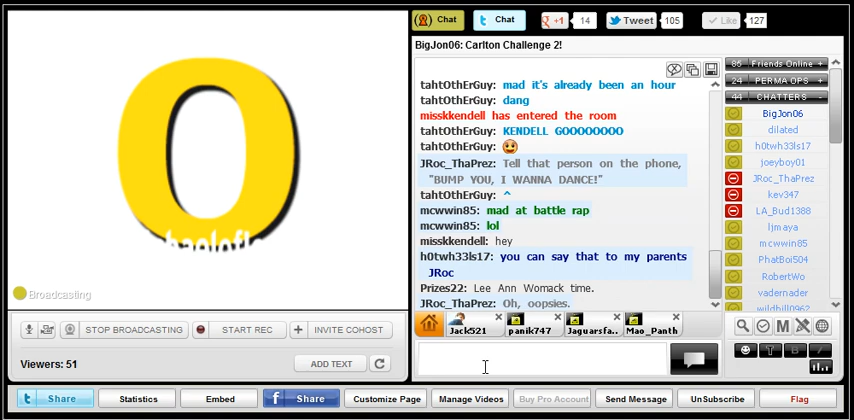 O
Broadcasting
STOP BROADCASTING
START REC
INVITE COHOST
Viewers: 51
ADD TEXT
Chat
Chat
+1 14
Tweet 105
Like 127
BigJon06: Carlton Challenge 2!
tahtOthErGuy: mad it's already been an hour
tahtOthErGuy: dang
misskkendell has entered the room
tahtOthErGuy: KENDELL GOOOOOOOO
tahtOthErGuy:
JRoc_ThaPrez: Tell that person on the phone,
"BUMP YOU, I WANNA DANCE!"
tahtOthErGuy: ^
mcwwin85: mad at battle rap
mcwwin85: lol
misskkendell: hey
h0twh33ls17: you can say that to my parents
JRoc
Prizes22: Lee Ann Womack time.
JRoc_ThaPrez: Oh, oopsies.
Jack521
panik747
Jaguarsfa..
Mao_Panth
85 Friends Online +
24 PERMA OPS +
44 CHATTERS -
BigJon06
dilated
h0twh33ls17
joeyboy01
JRoc_ThaPrez
kev347
LA_Bud1388
ljmaya
mcwwin85
PhatBoi504
RobertWo
vadernader
wildhill0962
Share
Statistics
Embed
Share
Customize Page
Manage Videos
Buy Pro Account
Send Message
UnSubscribe
Flag